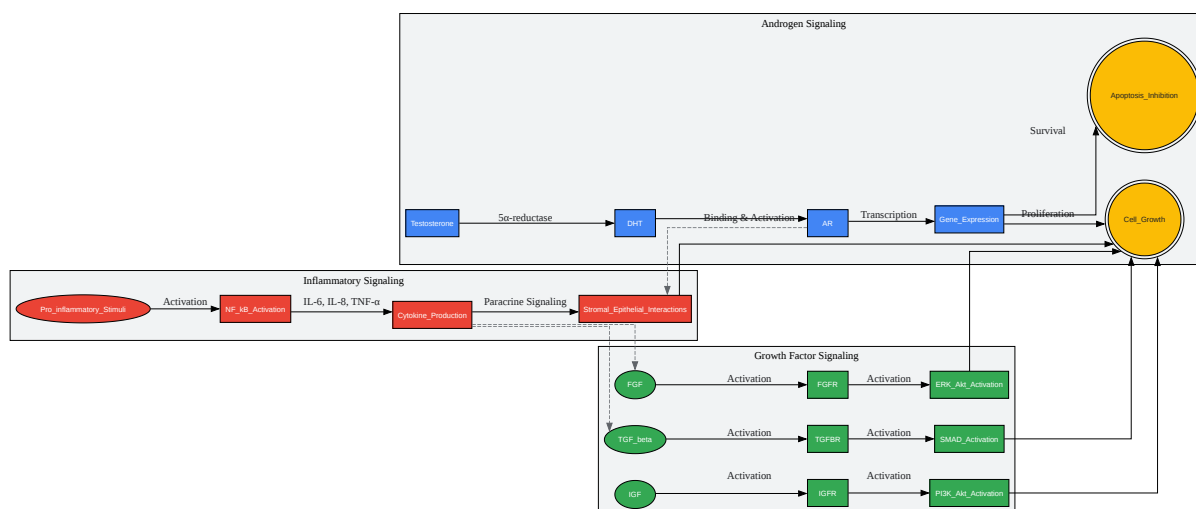 Androgen Signaling
Apoptosis_Inhibition
Survival
Testosterone
5α-reductase
DHT
Binding & Activation
AR
Transcription
Gene_Expression
Proliferation
Cell_Growth
Inflammatory Signaling
Pro_inflammatory_Stimuli
Activation
NF_kB_Activation
IL-6, IL-8, TNF-α
Cytokine_Production
Paracrine Signaling
Stromal_Epithelial_Interactions
Growth Factor Signaling
FGF
Activation
FGFR
Activation
ERK_Akt_Activation
TGF_beta
Activation
TGFBR
Activation
SMAD_Activation
IGF
Activation
IGFR
Activation
PI3K_Akt_Activation